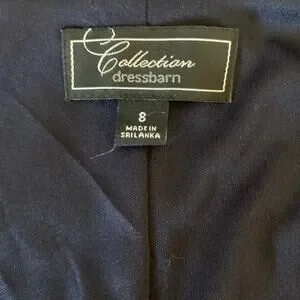 Collection
dressbarn
8
MADE IN
SRI LANKA